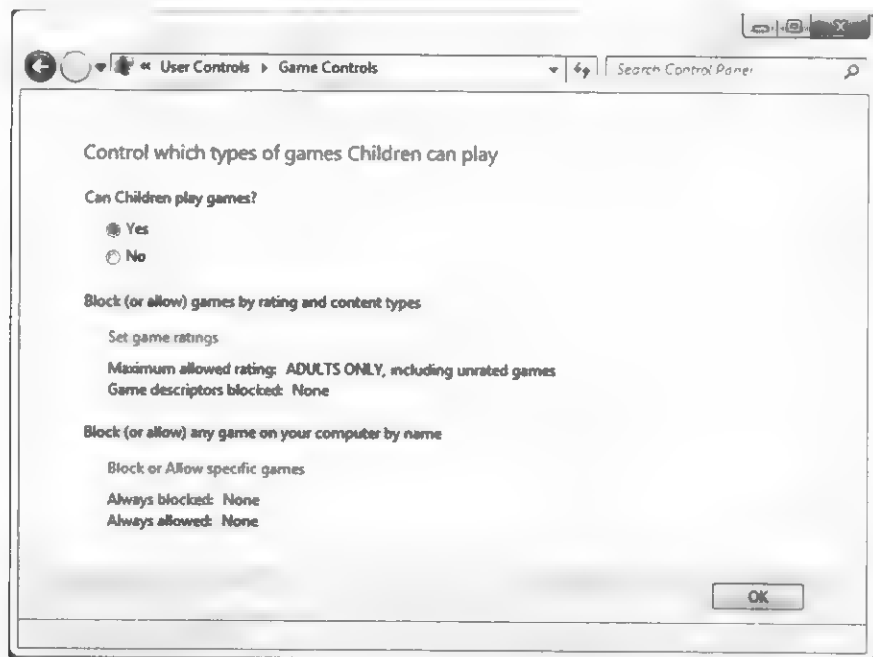 « User Controls ▸ Game Controls
Search Control Panel
Control which types of games Children can play
Can Children play games?
Yes
No
Block (or allow) games by rating and content types
Set game ratings
Maximum allowed rating: ADULTS ONLY, including unrated games
Game descriptors blocked: None
Block (or allow) any game on your computer by name
Block or Allow specific games
Always blocked: None
Always allowed: None
OK